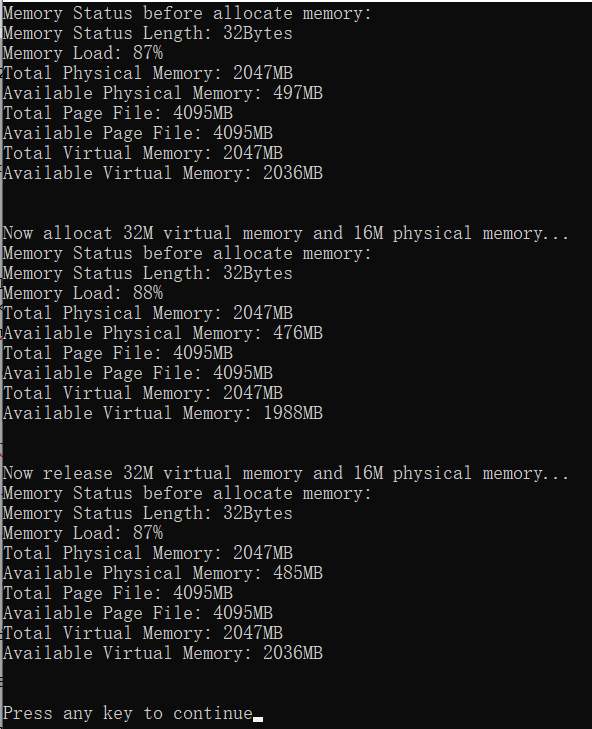 Memory Status before allocate memory:
Memory Status Length: 32Bytes
Memory Load: 87%
Total Physical Memory: 2047MB
Available Physical Memory: 497MB
Total Page File: 4095MB
Available Page File: 4095MB
Total Virtual Memory: 2047MB
Available Virtual Memory: 2036MB
Now allocat 32M virtual memory and 16M physical memory...
Memory Status before allocate memory:
Memory Status Length: 32Bytes
Memory Load: 88%
Total Physical Memory: 2047MB
Available Physical Memory: 476MB
Total Page File: 4095MB
Available Page File: 4095MB
Total Virtual Memory: 2047MB
Available Virtual Memory: 1988MB
Now release 32M virtual memory and 16M physical memory...
Memory Status before allocate memory:
Memory Status Length: 32Bytes
Memory Load: 87%
Total Physical Memory: 2047MB
Available Physical Memory: 485MB
Total Page File: 4095MB
Available Page File: 4095MB
Total Virtual Memory: 2047MB
Available Virtual Memory: 2036MB
Press any key to continue